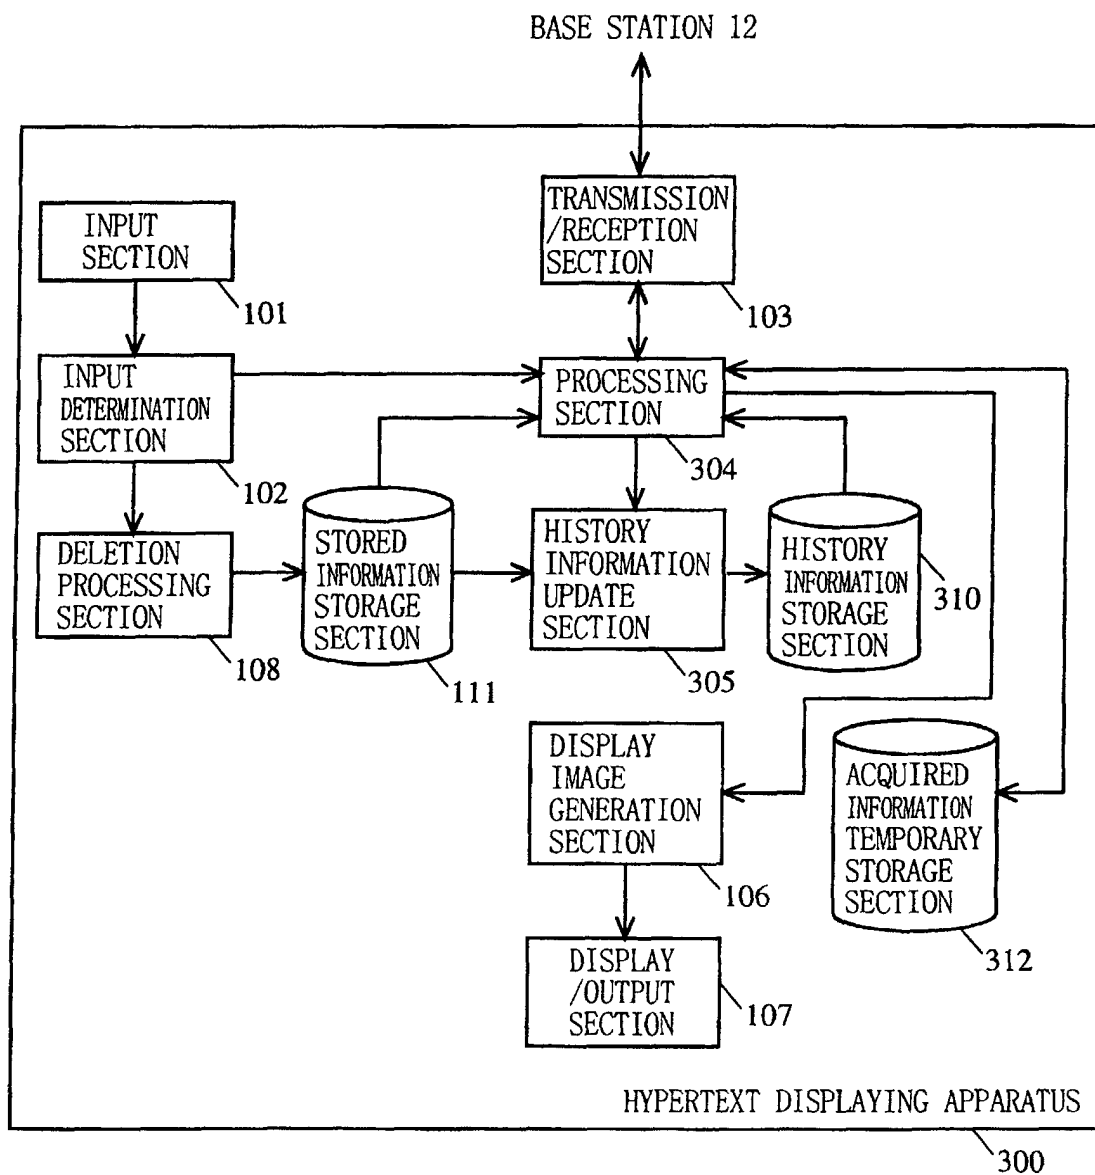 BASE STATION 12
TRANSMISSION
/RECEPTION
SECTION
103
INPUT
SECTION
101
INPUT
DETERMINATION
SECTION
102
PROCESSING
SECTION
304
DELETION
PROCESSING
SECTION
108
STORED
INFORMATION
STORAGE
SECTION
111
HISTORY
INFORMATION
UPDATE
SECTION
305
HISTORY
INFORMATION
STORAGE
SECTION
310
DISPLAY
IMAGE
GENERATION
SECTION
106
ACQUIRED
INFORMATION
TEMPORARY
STORAGE
SECTION
312
DISPLAY
/OUTPUT
SECTION
107
HYPERTEXT DISPLAYING APPARATUS
300